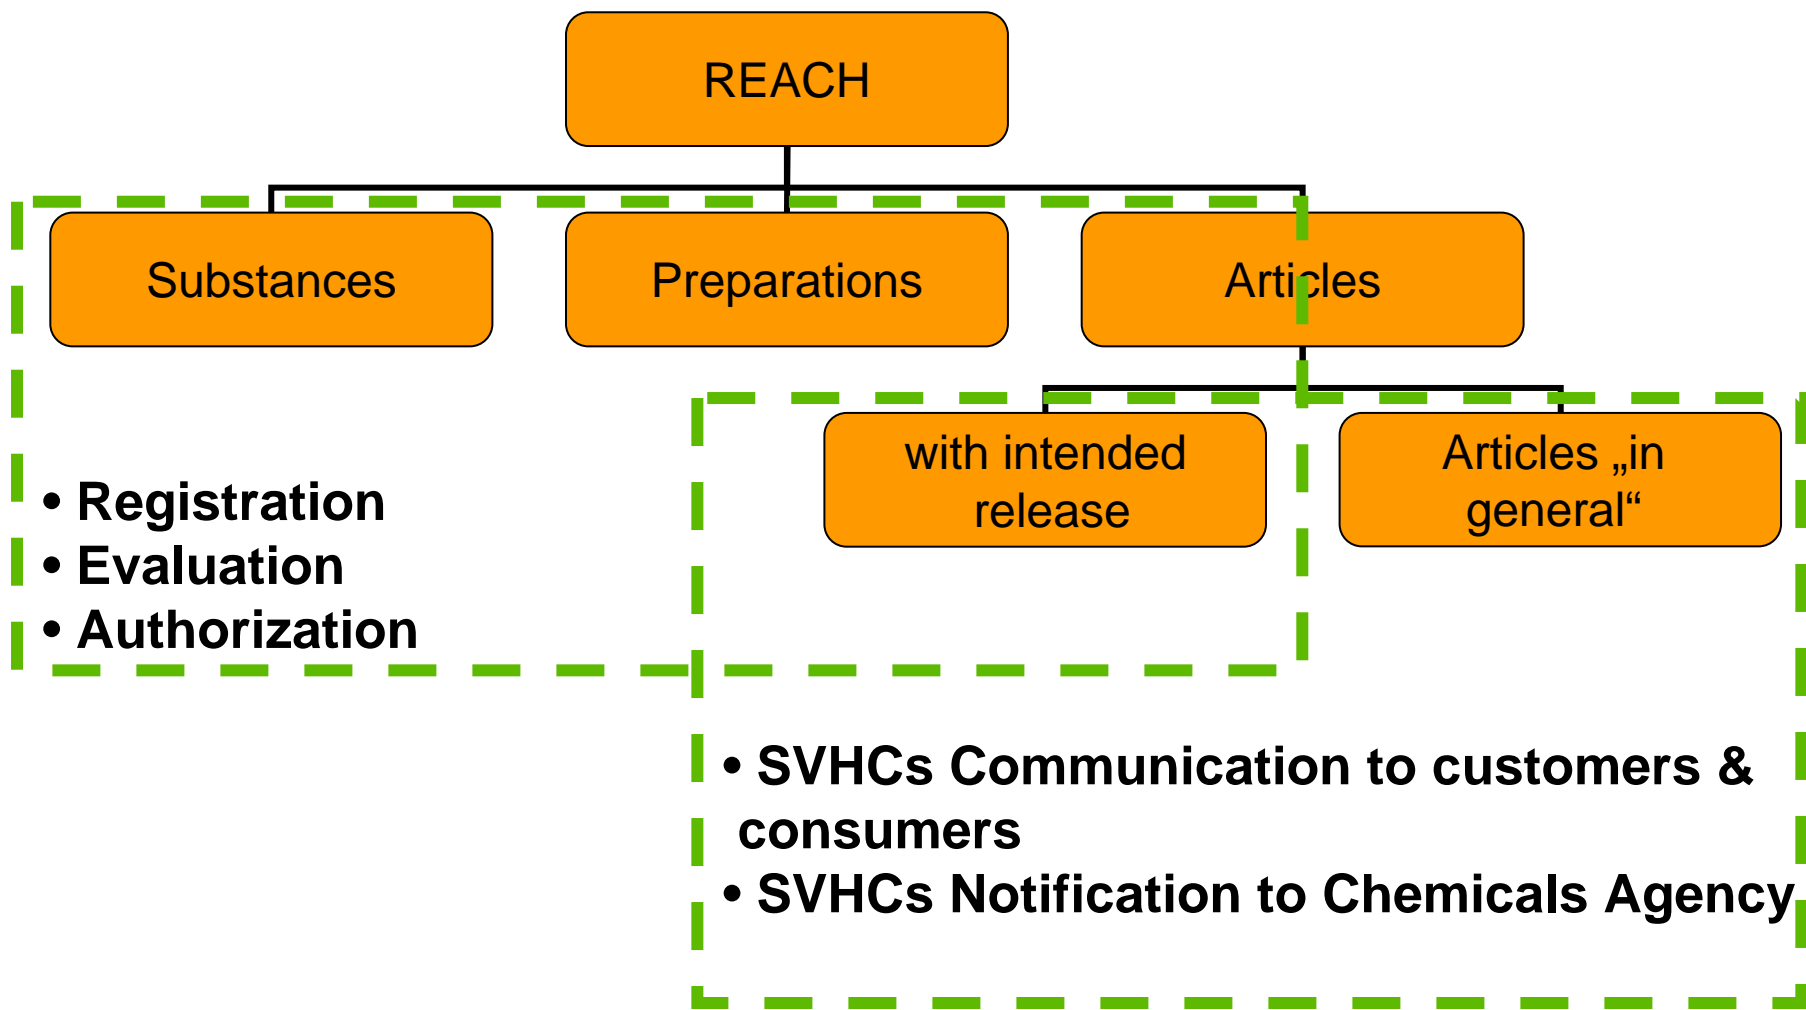 REACH
Substances
Preparations
Articles
with intended
release
Articles „in
general“
• Registration
• Evaluation
• Authorization
• SVHCs Communication to customers &
consumers
• SVHCs Notification to Chemicals Agency